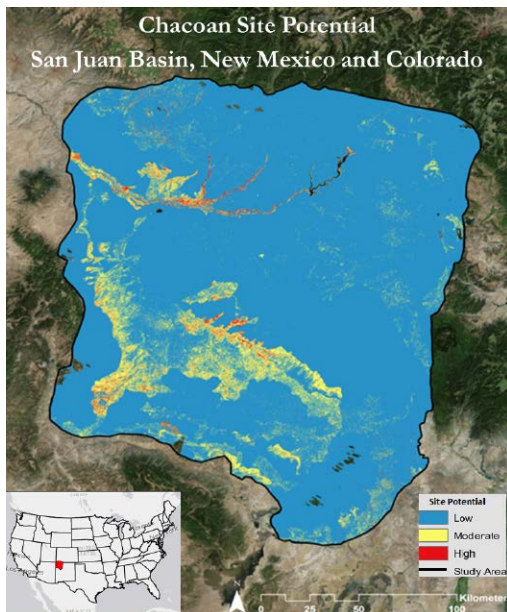 Chacoan Site Potential
San Juan Basin, New Mexico and Colorado
Site Potential
Low
Moderate
High
Study Area
N
Kilometer
0 25 50 100
MEXICO